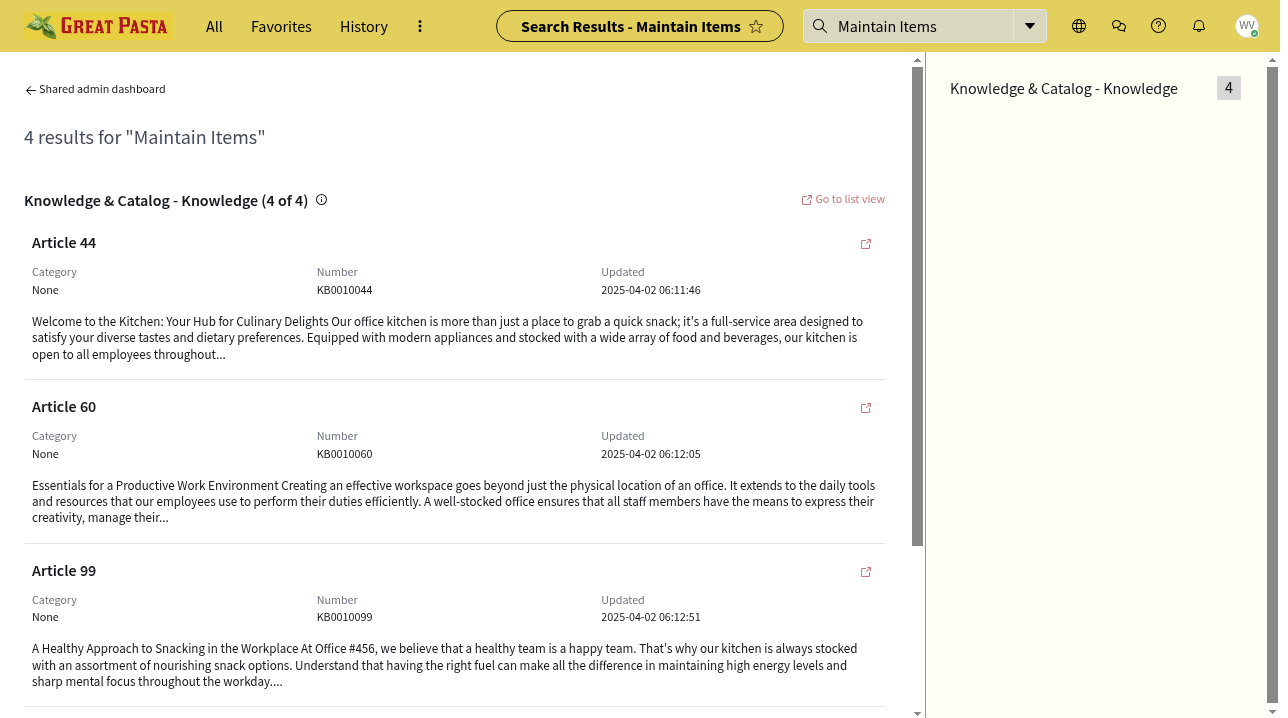 GREAT PASTA
All
Favorites
History
Search Results - Maintain Items
Maintain Items
WV
Shared admin dashboard
4 results for "Maintain Items"
Knowledge & Catalog - Knowledge (4 of 4)
Go to list view
Article 44
Category
Number
Updated
None
KB0010044
2025-04-02 06:11:46
Welcome to the Kitchen: Your Hub for Culinary Delights Our office kitchen is more than just a place to grab a quick snack; it's a full-service area designed to
satisfy your diverse tastes and dietary preferences. Equipped with modern appliances and stocked with a wide array of food and beverages, our kitchen is
open to all employees throughout...
Article 60
Category
Number
Updated
None
KB0010060
2025-04-02 06:12:05
Essentials for a Productive Work Environment Creating an effective workspace goes beyond just the physical location of an office. It extends to the daily tools
and resources that our employees use to perform their duties efficiently. A well-stocked office ensures that all staff members have the means to express their
creativity, manage their...
Article 99
Category
Number
Updated
None
KB0010099
2025-04-02 06:12:51
A Healthy Approach to Snacking in the Workplace At Office #456, we believe that a healthy team is a happy team. That's why our kitchen is always stocked
with an assortment of nourishing snack options. Understand that having the right fuel can make all the difference in maintaining high energy levels and
sharp mental focus throughout the workday....
Knowledge & Catalog - Knowledge
4